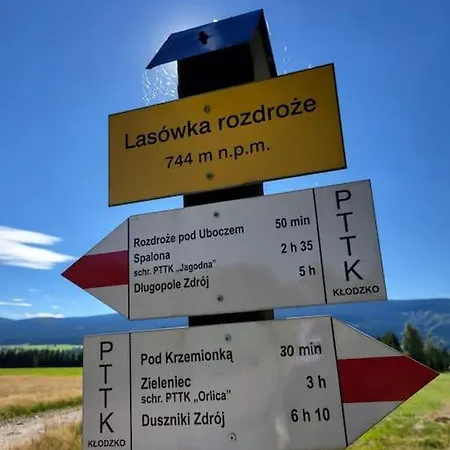 Lasówka rozdroże
744 m n.p.m.
Rozdroże pod Uboczem 50 min
Spalona 2 h 35
schr. PTTK „Jagodna"
Długopole Zdrój 5 h
PTTK
KŁODZKO
PTTK
KŁODZKO
Pod Krzemionką 30 min
Zieleniec 3 h
schr. PTTK „Orlica"
Duszniki Zdrój 6 h 10